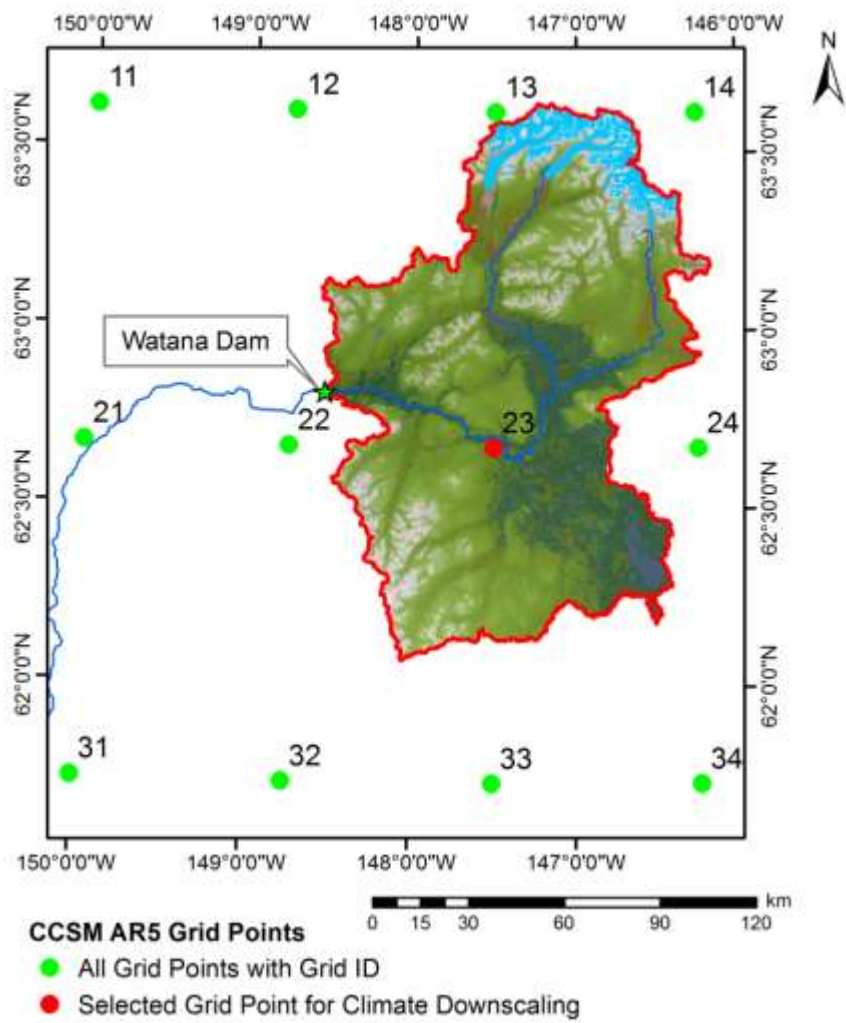 150°0'0"W 149°0'0"W 148°0'0"W 147°0'0"W 146°0'0"W
N
11 12 13 14
63°30'0"N 63°30'0"N
63°0'0"N 63°0'0"N
Watana Dam
21 22 23 24
62°30'0"N 62°30'0"N
62°0'0"N 62°0'0"N
31 32 33 34
150°0'0"W 149°0'0"W 148°0'0"W 147°0'0"W
km
0 15 30 60 90 120
CCSM AR5 Grid Points
All Grid Points with Grid ID
Selected Grid Point for Climate Downscaling